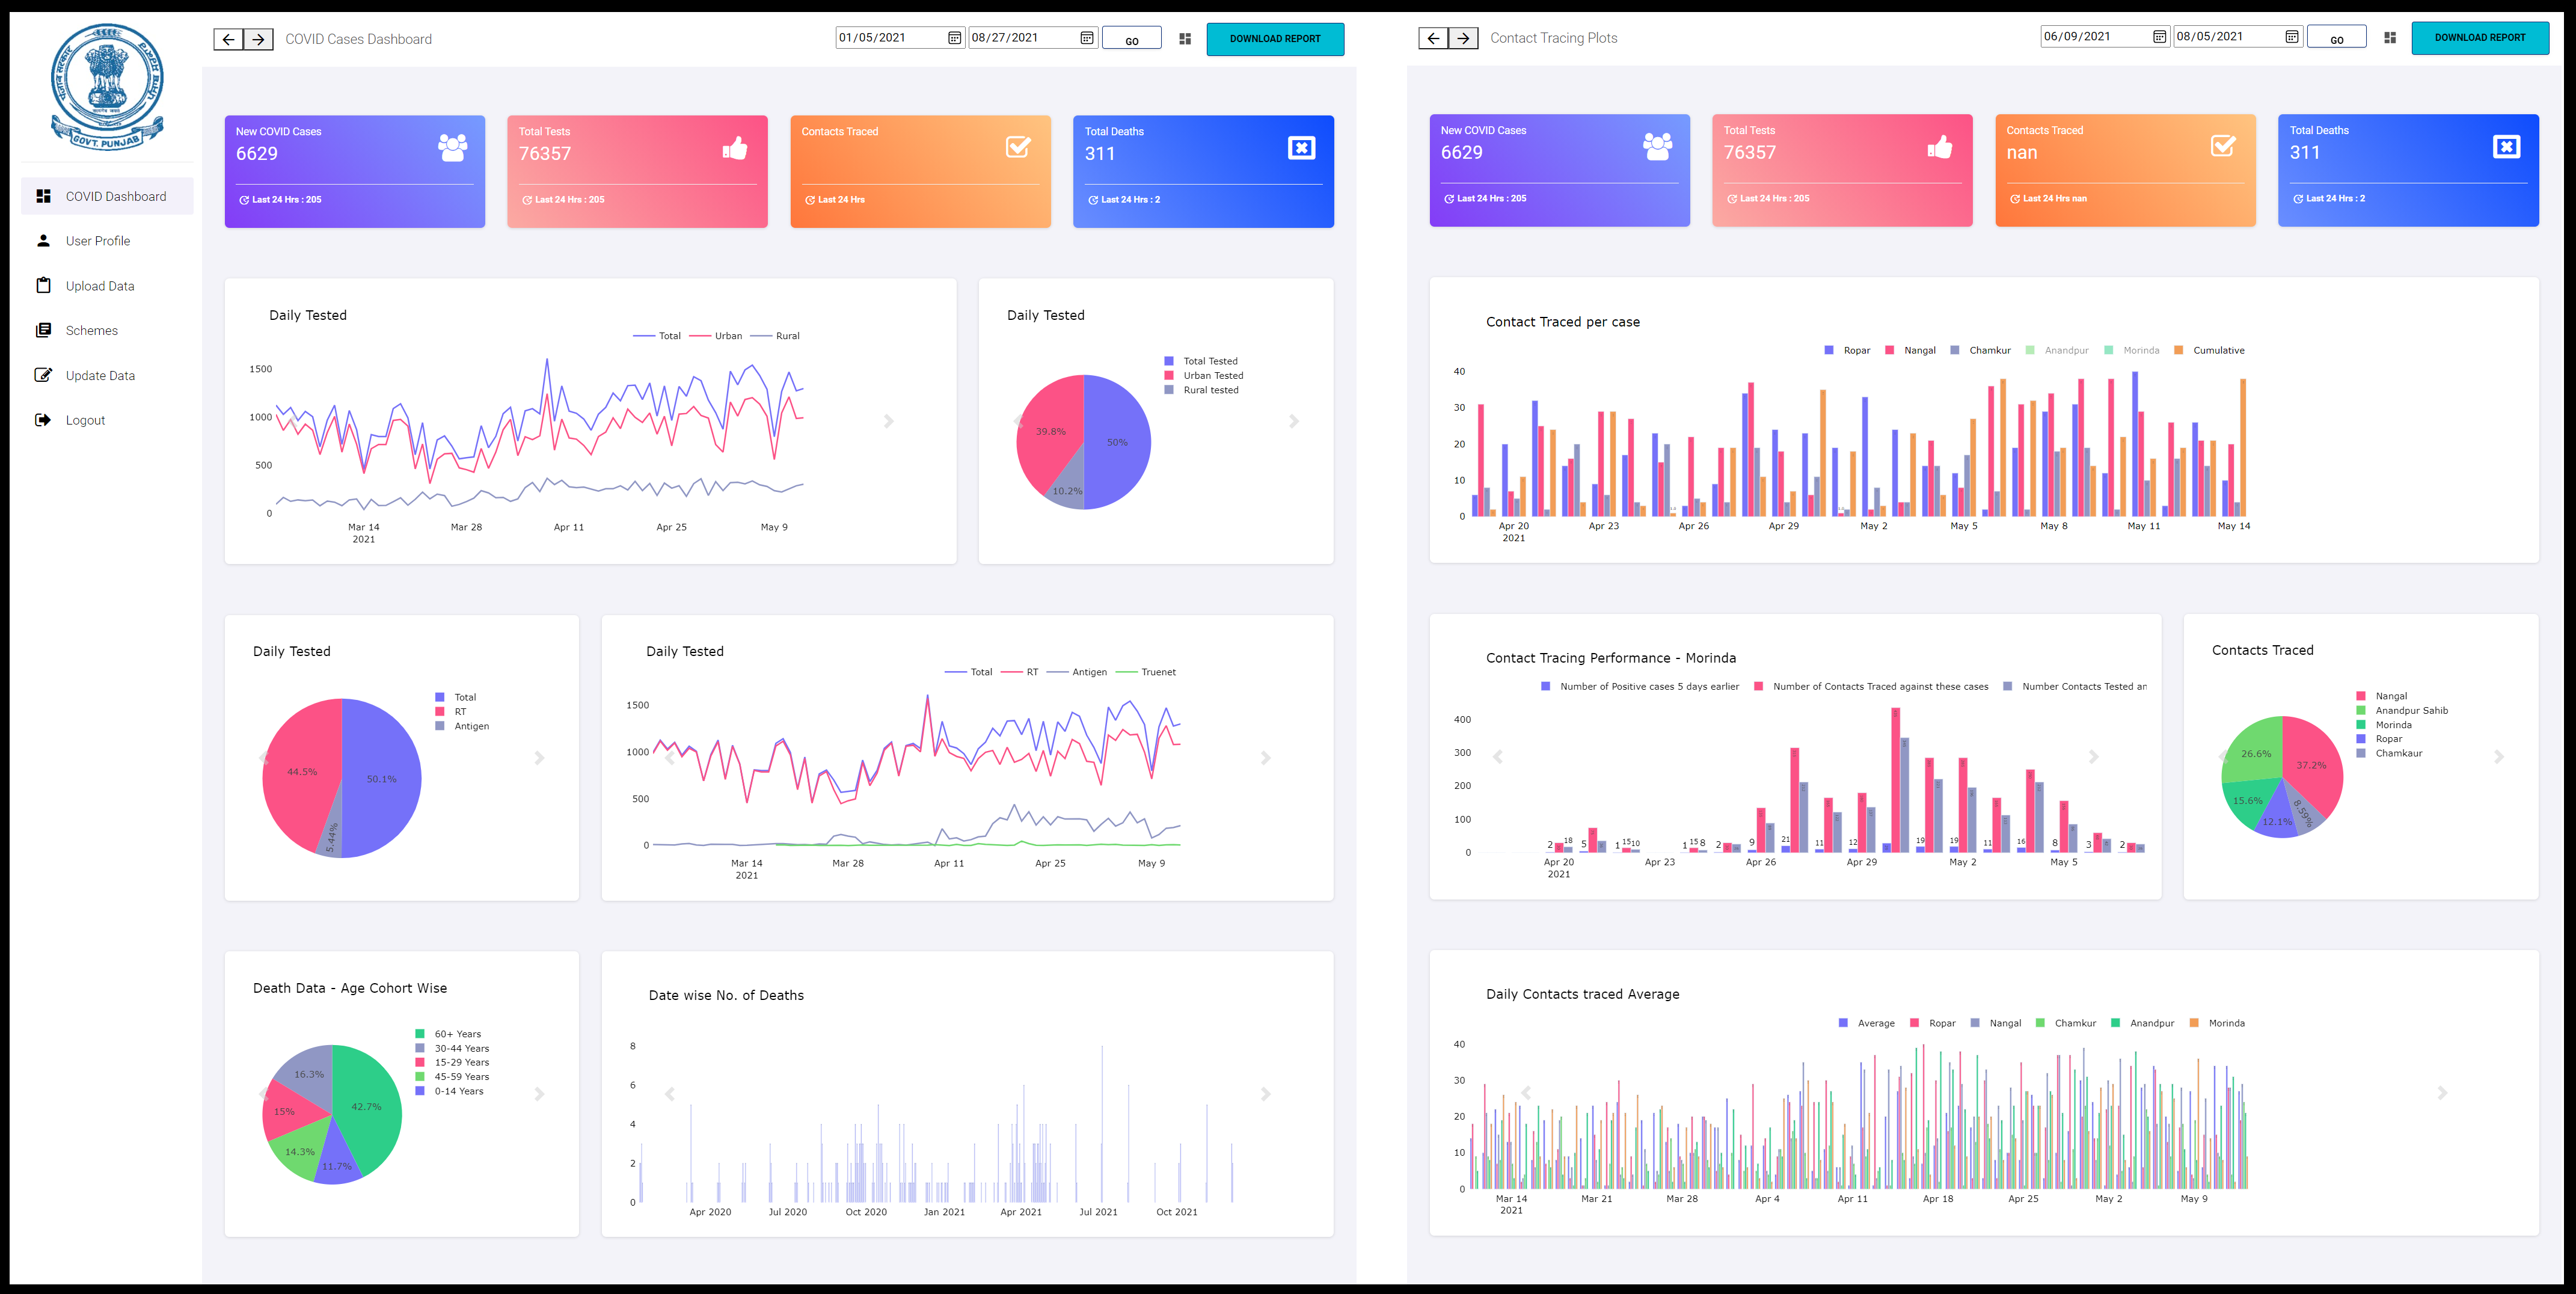 GOVT. PUNJAB
COVID Dashboard
User Profile
Upload Data
Schemes
Update Data
Logout
COVID Cases Dashboard
01/05/2021 08/27/2021 GO DOWNLOAD REPORT
New COVID Cases
6629
Last 24 Hrs : 205
Total Tests
76357
Last 24 Hrs : 205
Contacts Traced
Last 24 Hrs
Total Deaths
311
Last 24 Hrs : 2
Daily Tested
Total Urban Rural
1500
1000
500
0
Mar 14 Mar 28 Apr 11 Apr 25 May 9
2021
Daily Tested
Total Tested
Urban Tested
Rural tested
39.8% 50%
10.2%
Daily Tested
Total
RT
Antigen
44.5% 50.1%
5.44%
Daily Tested
Total RT Antigen Truenet
1500
1000
500
0
Mar 14 Mar 28 Apr 11 Apr 25 May 9
2021
Death Data - Age Cohort Wise
60+ Years
30-44 Years
15-29 Years
45-59 Years
0-14 Years
16.3%
42.7%
15%
14.3%
11.7%
Date wise No. of Deaths
8
6
4
2
0
Apr 2020 Jul 2020 Oct 2020 Jan 2021 Apr 2021 Jul 2021 Oct 2021
Contact Tracing Plots
06/09/2021 08/05/2021 GO DOWNLOAD REPORT
New COVID Cases
6629
Last 24 Hrs : 205
Total Tests
76357
Last 24 Hrs : 205
Contacts Traced
nan
Last 24 Hrs nan
Total Deaths
311
Last 24 Hrs : 2
Contact Traced per case
Ropar Nangal Chamkur Anandpur Morinda Cumulative
40
30
20
10
0
Apr 20 Apr 23 Apr 26 Apr 29 May 2 May 5 May 8 May 11 May 14
2021
Contact Tracing Performance - Morinda
Number of Positive cases 5 days earlier Number of Contacts Traced against these cases Number Contacts Tested an
400
300
200
100
0
2 18 5 1 15 10 1 15 8 2 9 21 11 12 19 19 11 16 8 3 2
Apr 20 Apr 23 Apr 26 Apr 29 May 2 May 5
2021
Contacts Traced
Nangal
Anandpur Sahib
Morinda
Ropar
Chamkaur
26.6%
37.2%
15.6%
8.59%
12.1%
Daily Contacts traced Average
Average Ropar Nangal Chamkur Anandpur Morinda
40
30
20
10
0
Mar 14 Mar 21 Mar 28 Apr 4 Apr 11 Apr 18 Apr 25 May 2 May 9
2021